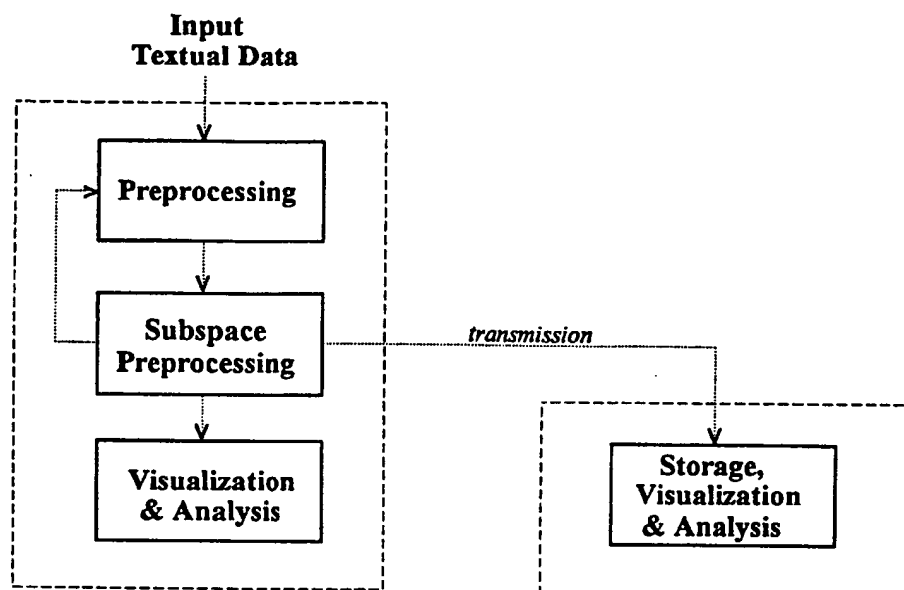 Input
Textual Data
Preprocessing
Subspace
Preprocessing
transmission
Visualization
& Analysis
Storage,
Visualization
& Analysis